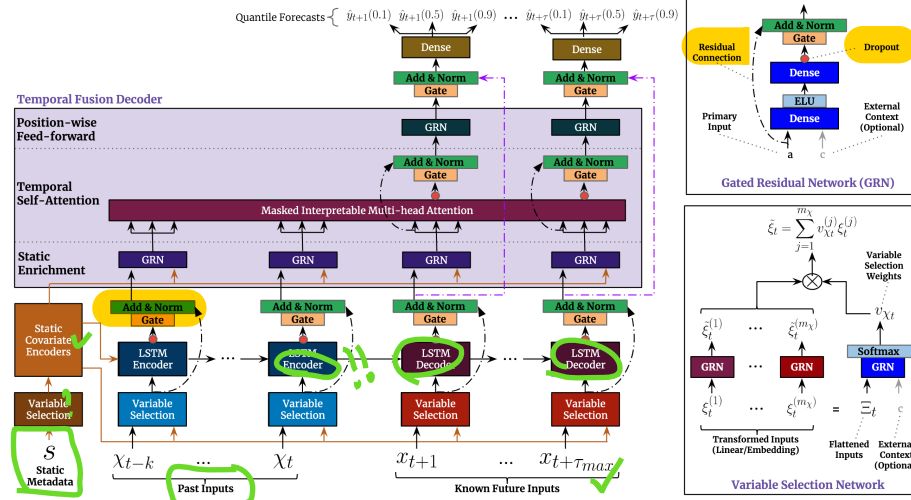 Quantile Forecasts { ŷt+1(0.1) ŷt+1(0.5) ŷt+1(0.9) ... ŷt+τ(0.1) ŷt+τ(0.5) ŷt+τ(0.9)
Dense Dense
Add & Norm Add & Norm
Gate Gate
Temporal Fusion Decoder
Position-wise
Feed-forward
GRN GRN
Add & Norm Add & Norm
Gate Gate
Temporal
Self-Attention
Masked Interpretable Multi-head Attention
Static
Enrichment
GRN GRN GRN GRN
Add & Norm Add & Norm Add & Norm Add & Norm
Gate Gate Gate Gate
Static
Covariate
Encoders
LSTM
Encoder
...
LSTM
Encoder
LSTM
Decoder
...
LSTM
Decoder
Variable
Selection
Variable
Selection
Variable
Selection
Variable
Selection
Variable
Selection
s
Static
Metadata
χt−k ... χt
Past Inputs
xt+1 ... xt+τmax
Known Future Inputs
Add & Norm
Gate
Residual
Connection
Dropout
Dense
ELU
Dense
Primary
Input
External
Context
(Optional)
a c
Gated Residual Network (GRN)
ξ̃t = ∑ j=1 mχ vχt(j) ξ̃t(j)
Variable
Selection
Weights
vχt
ξ̃t(1) ... ξ̃t(mχ)
Softmax
GRN GRN GRN
ξt(1) ... ξt(mχ) = Ξt c
Transformed Inputs
(Linear/Embedding)
Flattened
Inputs
External
Context
(Optional
Variable Selection Network